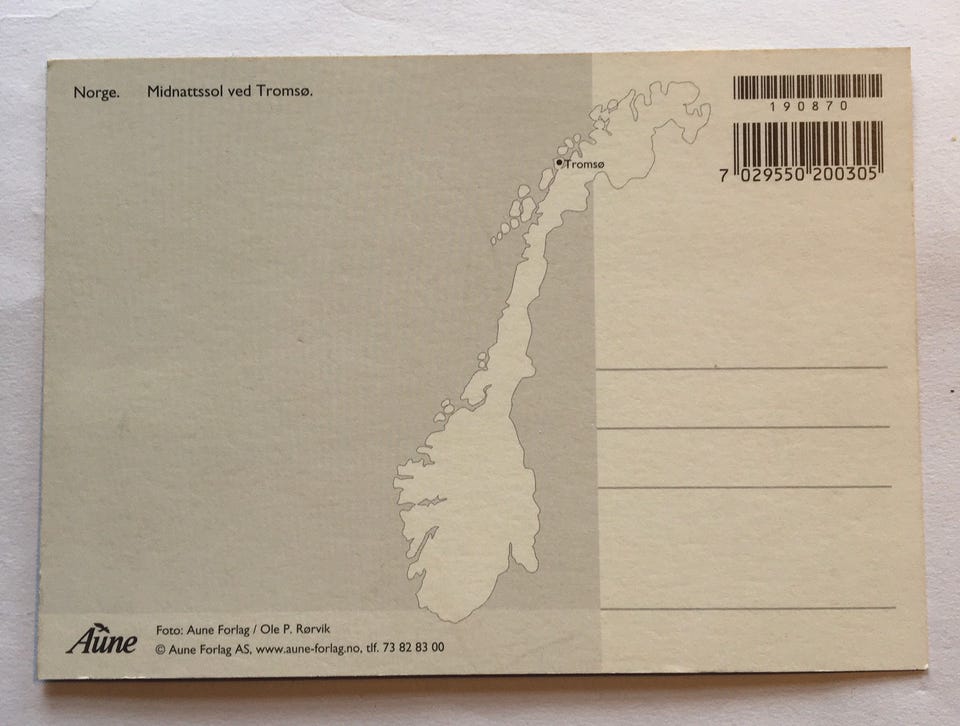 Norge. Midnattssol ved Tromsø.
190870
7 029550 200305
Tromsø
Aune
Foto: Aune Forlag / Ole P. Rørvik
© Aune Forlag AS, www.aune-forlag.no, tlf. 73 82 83 00